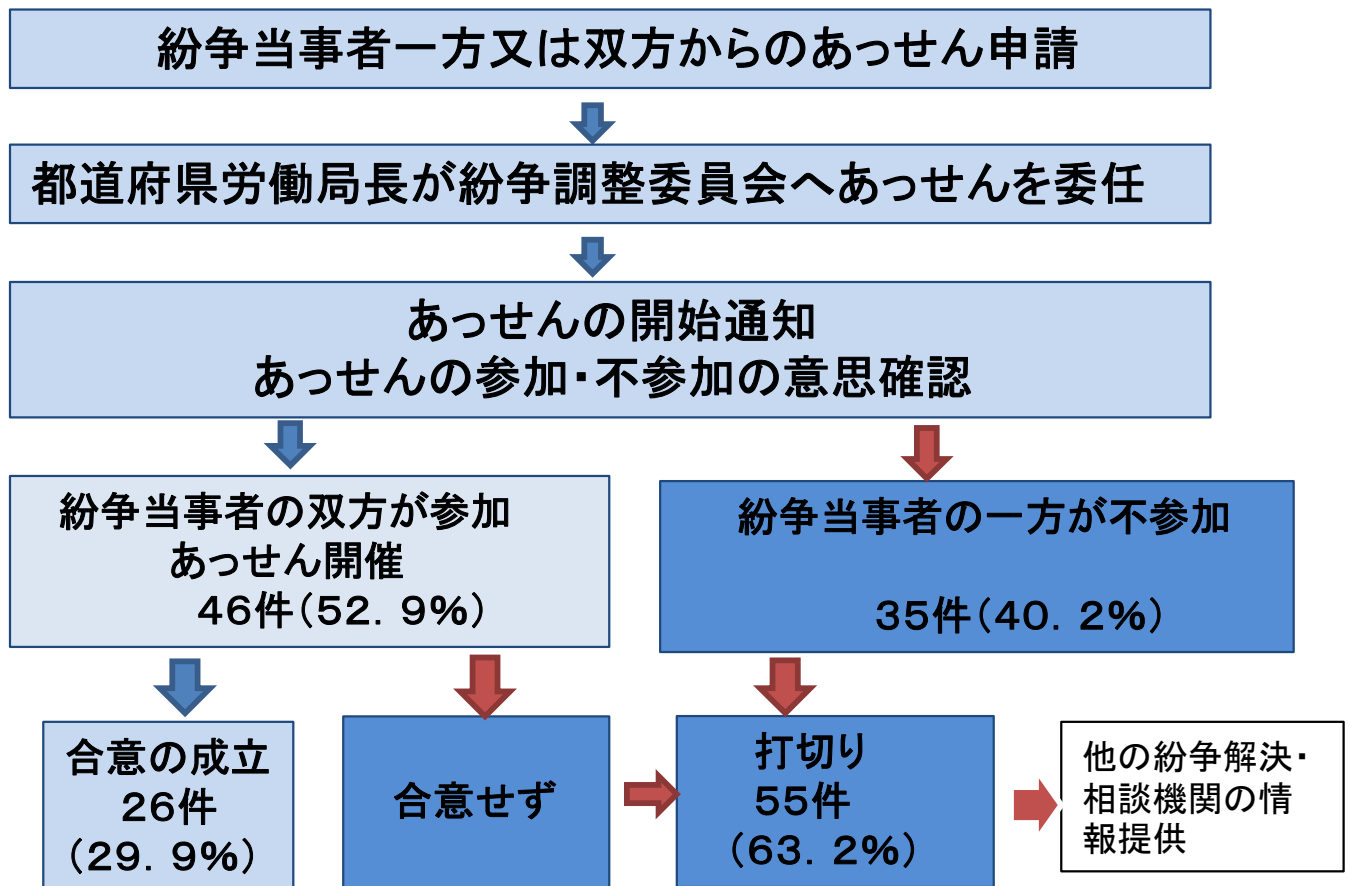 紛争当事者一方又は双方からのあっせん申請
都道府県労働局長が紛争調整委員会へあっせんを委任
あっせんの開始通知
あっせんの参加・不参加の意思確認
紛争当事者の双方が参加
あっせん開催
46件(52.9%)
紛争当事者の一方が不参加
35件(40.2%)
合意の成立
26件
(29.9%)
合意せず
打切り
55件
(63.2%)
他の紛争解決・
相談機関の情
報提供